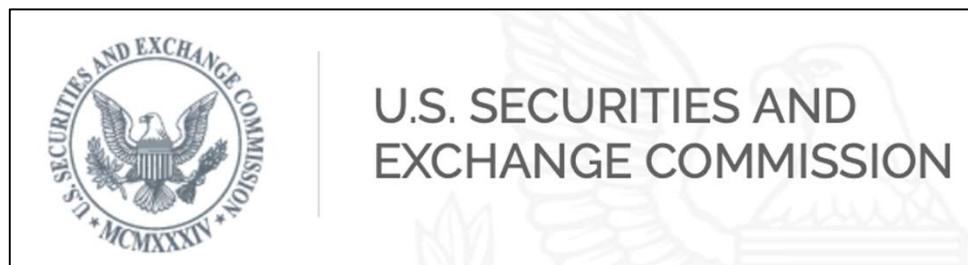 U.S. SECURITIES AND EXCHANGE COMMISSION
MCMXXXIV
U.S. SECURITIES AND
EXCHANGE COMMISSION